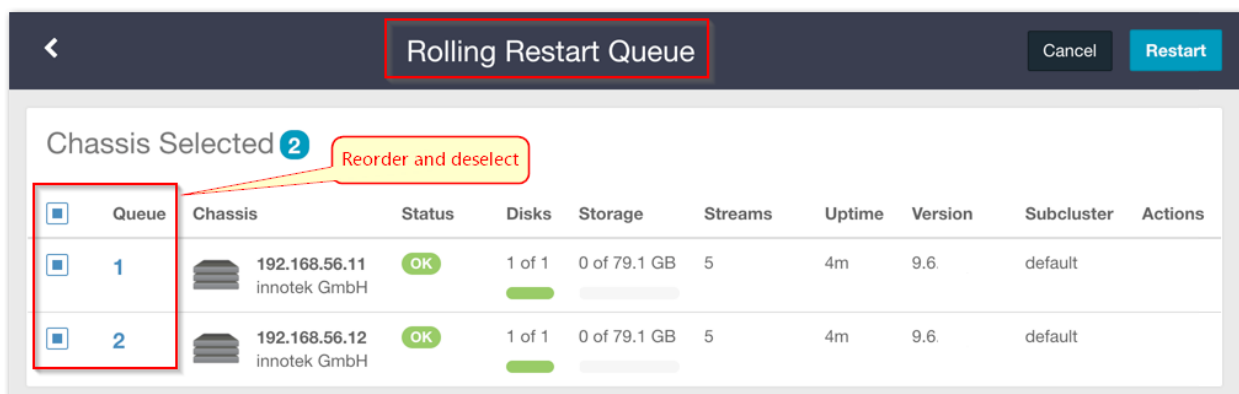 Rolling Restart Queue Cancel Restart
Chassis Selected 2
Reorder and deselect
Queue Chassis Status Disks Storage Streams Uptime Version Subcluster Actions
1 192.168.56.11 OK 1 of 1 0 of 79.1 GB 5 4m 9.6. default
innotek GmbH
2 192.168.56.12 OK 1 of 1 0 of 79.1 GB 5 4m 9.6. default
innotek GmbH